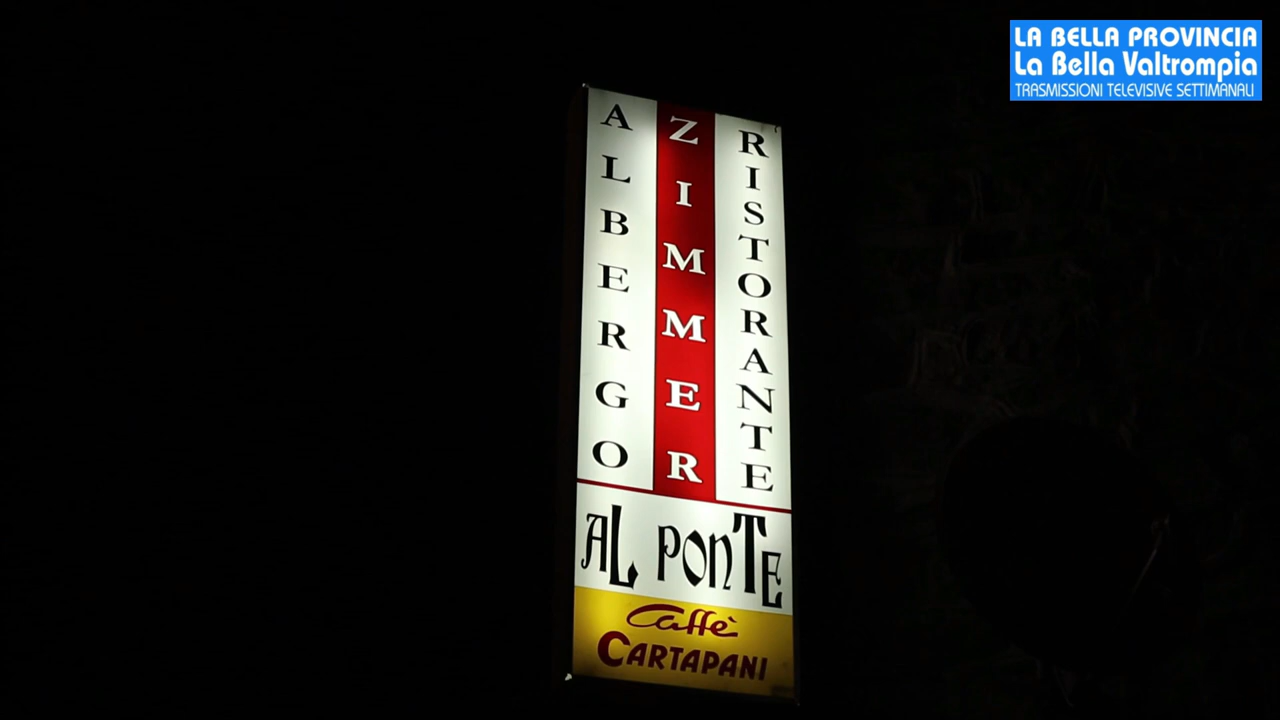 LA BELLA PROVINCIA
La Bella Valtrompia
TRASMISSIONI TELEVISIVE SETTIMANALI
ALBERGO
ZIMMER
RISTORANTE
AL PONTE
Caffè
CARTAPANI